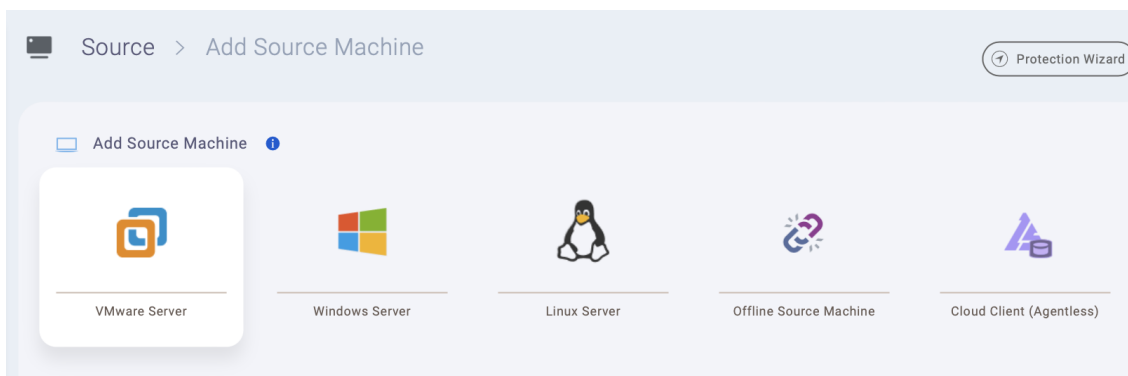 Source > Add Source Machine
Protection Wizard
Add Source Machine
VMware Server
Windows Server
Linux Server
Offline Source Machine
Cloud Client (Agentless)